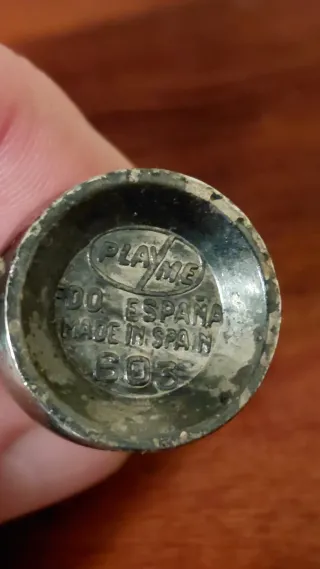 PLAYME
FDO. ESPAÑA
MADE IN SPAIN
603